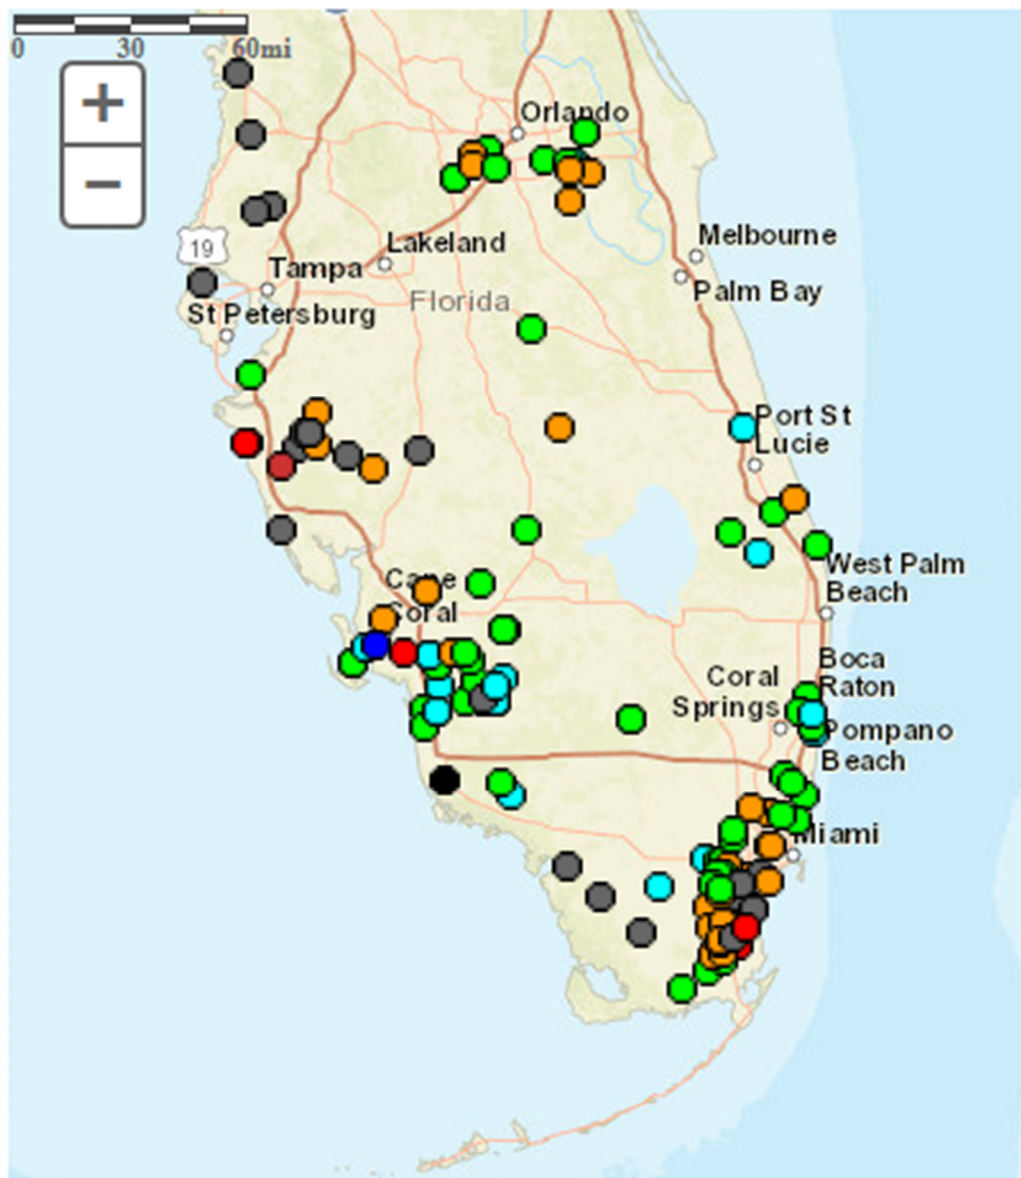 0 30 60mi
+
−
Orlando
19
Lakeland
Melbourne
Tampa
Florida
Palm Bay
St Petersburg
Port St
Lucie
West Palm
Beach
Cape
Coral
Boca
Raton
Coral
Springs
Pompano
Beach
Miami